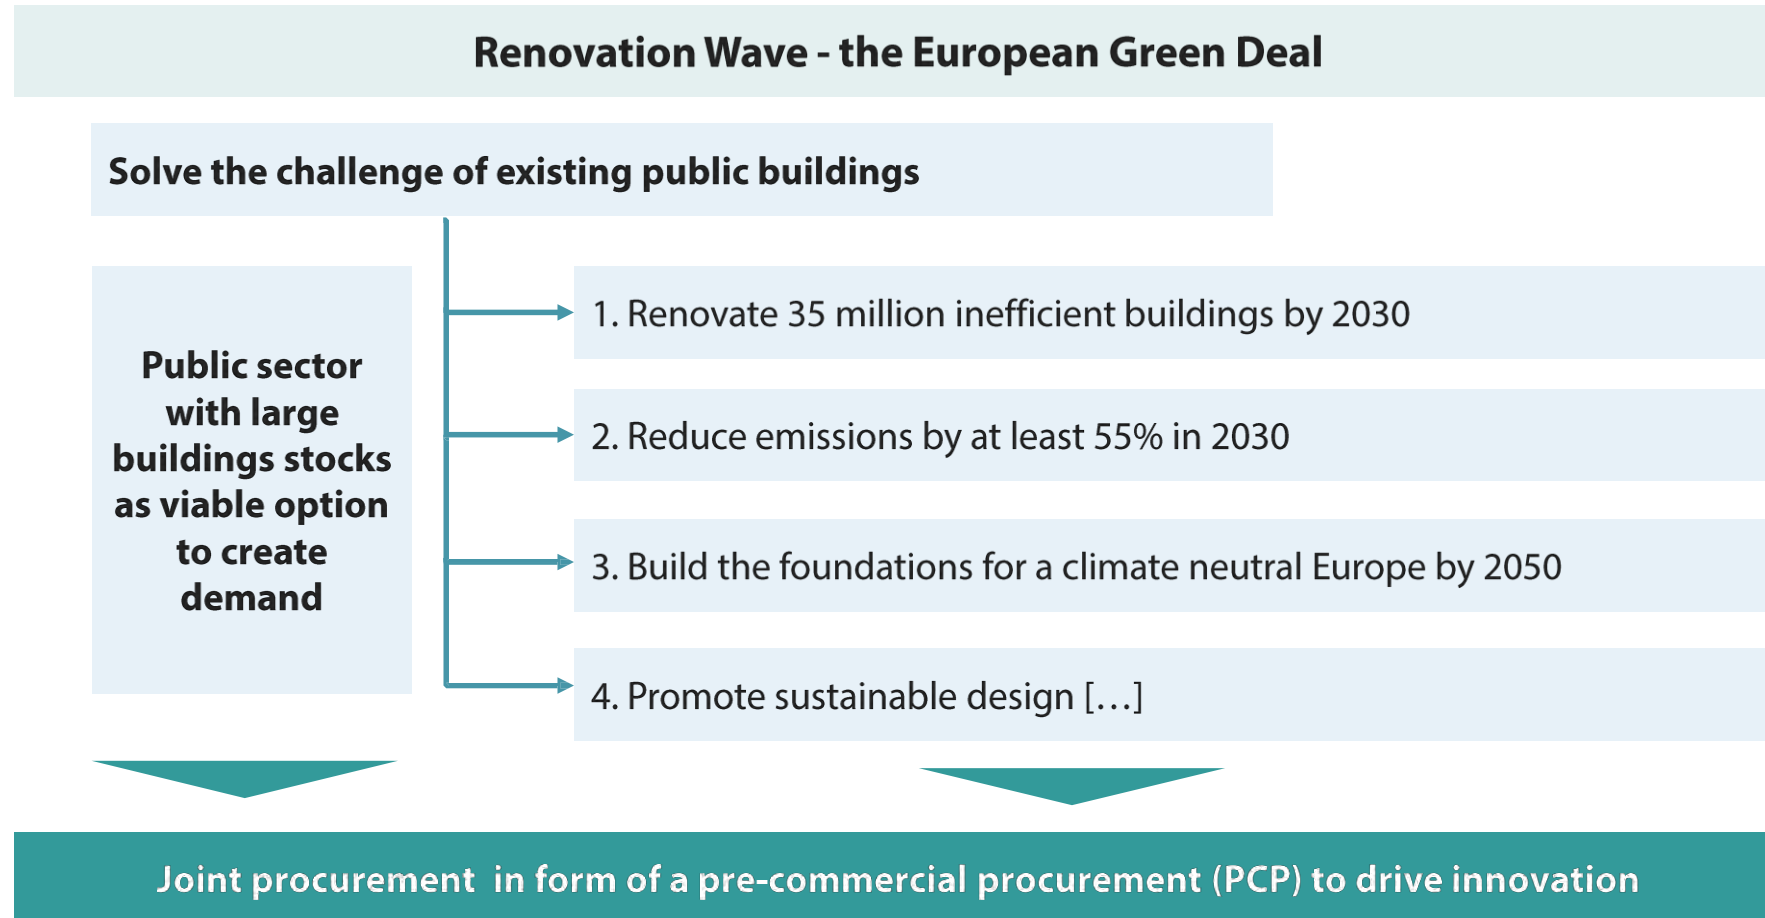 Renovation Wave - the European Green Deal
Solve the challenge of existing public buildings
Public sector
with large
buildings stocks
as viable option
to create
demand
1. Renovate 35 million inefficient buildings by 2030
2. Reduce emissions by at least 55% in 2030
3. Build the foundations for a climate neutral Europe by 2050
4. Promote sustainable design […]
Joint procurement in form of a pre-commercial procurement (PCP) to drive innovation